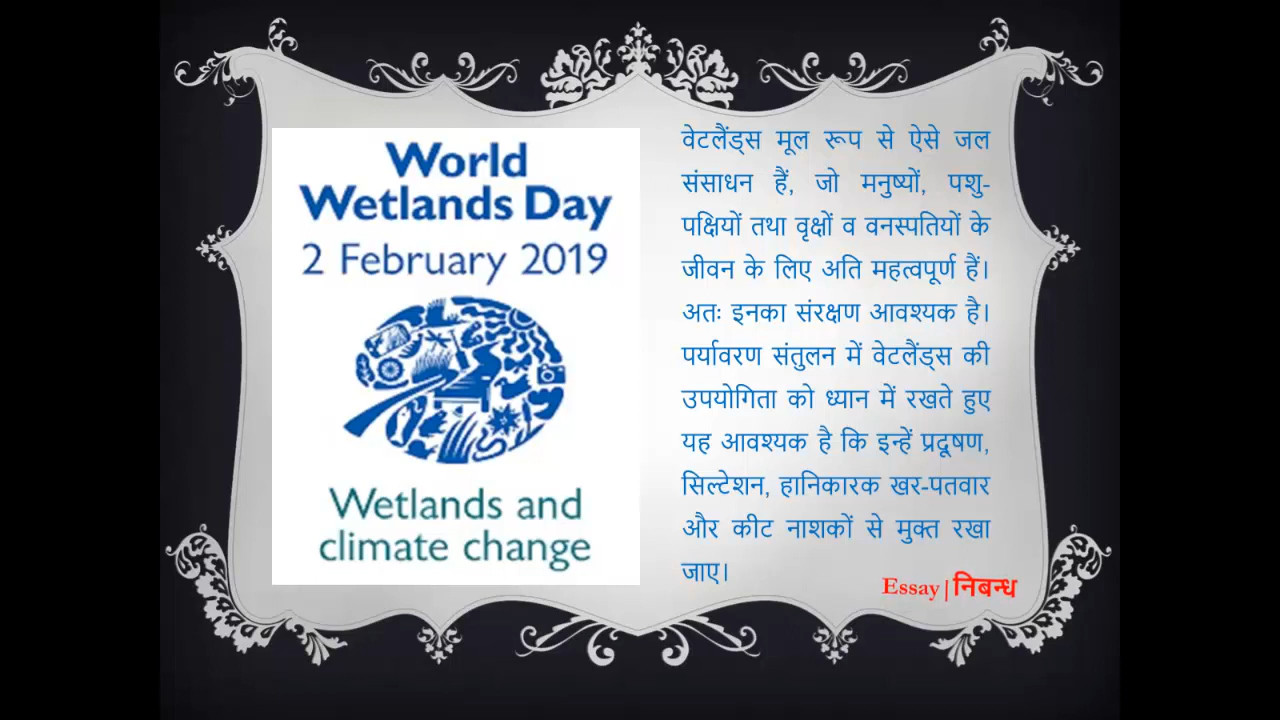 World
Wetlands Day
2 February 2019
Wetlands and
climate change
वेटलैंड्स मूल रूप से ऐसे जल
संसाधन हैं, जो मनुष्यों, पशु-
पक्षियों तथा वृक्षों व वनस्पतियों के
जीवन के लिए अति महत्वपूर्ण हैं।
अतः इनका संरक्षण आवश्यक है।
पर्यावरण संतुलन में वेटलैंड्स की
उपयोगिता को ध्यान में रखते हुए
यह आवश्यक है कि इन्हें प्रदूषण,
सिल्टेशन, हानिकारक खर-पतवार
और कीट नाशकों से मुक्त रखा
जाए।
Essay|निबन्ध